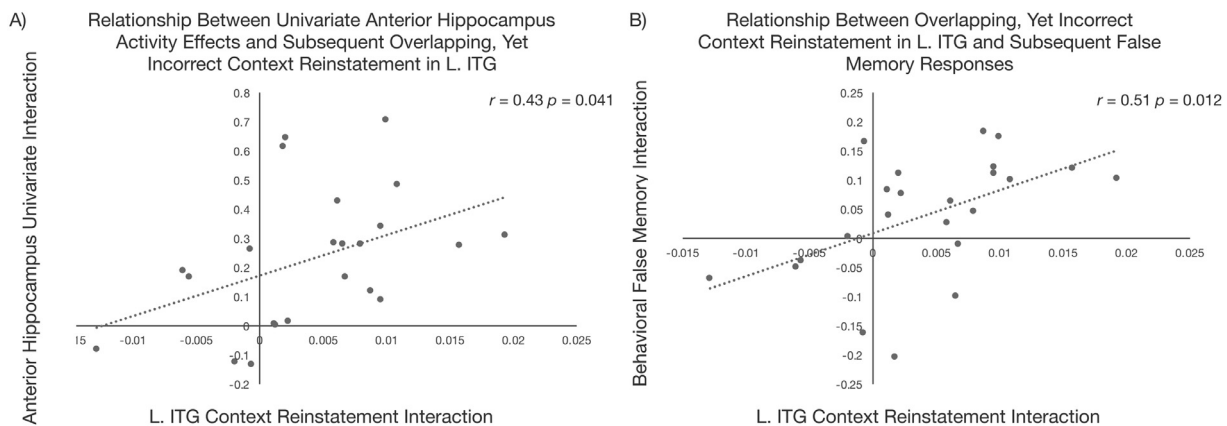 A)
Relationship Between Univariate Anterior Hippocampus
Activity Effects and Subsequent Overlapping, Yet
Incorrect Context Reinstatement in L. ITG
r = 0.43 p = 0.041
Anterior Hippocampus Univariate Interaction
0.8
0.7
0.6
0.5
0.4
0.3
0.2
0.1
0
-0.1
-0.2
15
-0.01
-0.005
0
0.005
0.01
0.015
0.02
0.025
L. ITG Context Reinstatement Interaction
B)
Relationship Between Overlapping, Yet Incorrect
Context Reinstatement in L. ITG and Subsequent False
Memory Responses
r = 0.51 p = 0.012
Behavioral False Memory Interaction
0.25
0.2
0.15
0.1
0.05
0
-0.05
-0.1
-0.15
-0.2
-0.25
-0.015
-0.01
-0.005
0
0.005
0.01
0.015
0.02
0.025
L. ITG Context Reinstatement Interaction